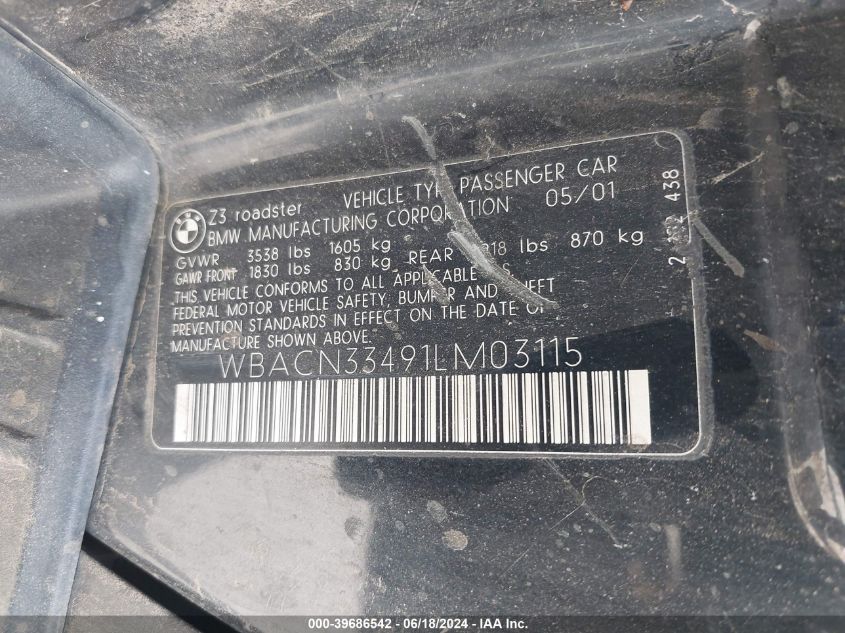 BMW
Z3 roadster VEHICLE TYPE PASSENGER CAR
BMW MANUFACTURING CORPORATION 05/01
GVWR 3538 lbs 1605 kg
GAWR FRONT 1830 lbs 830 kg REAR lbs 870 kg
THIS VEHICLE CONFORMS TO ALL APPLICABLE
FEDERAL MOTOR VEHICLE SAFETY, BUMPER AND THEFT
PREVENTION STANDARDS IN EFFECT ON THE DATE OF
MANUFACTURE SHOWN ABOVE.
WBACN33491LM03115
438
000-39686542 - 06/18/2024 - IAA, Inc.